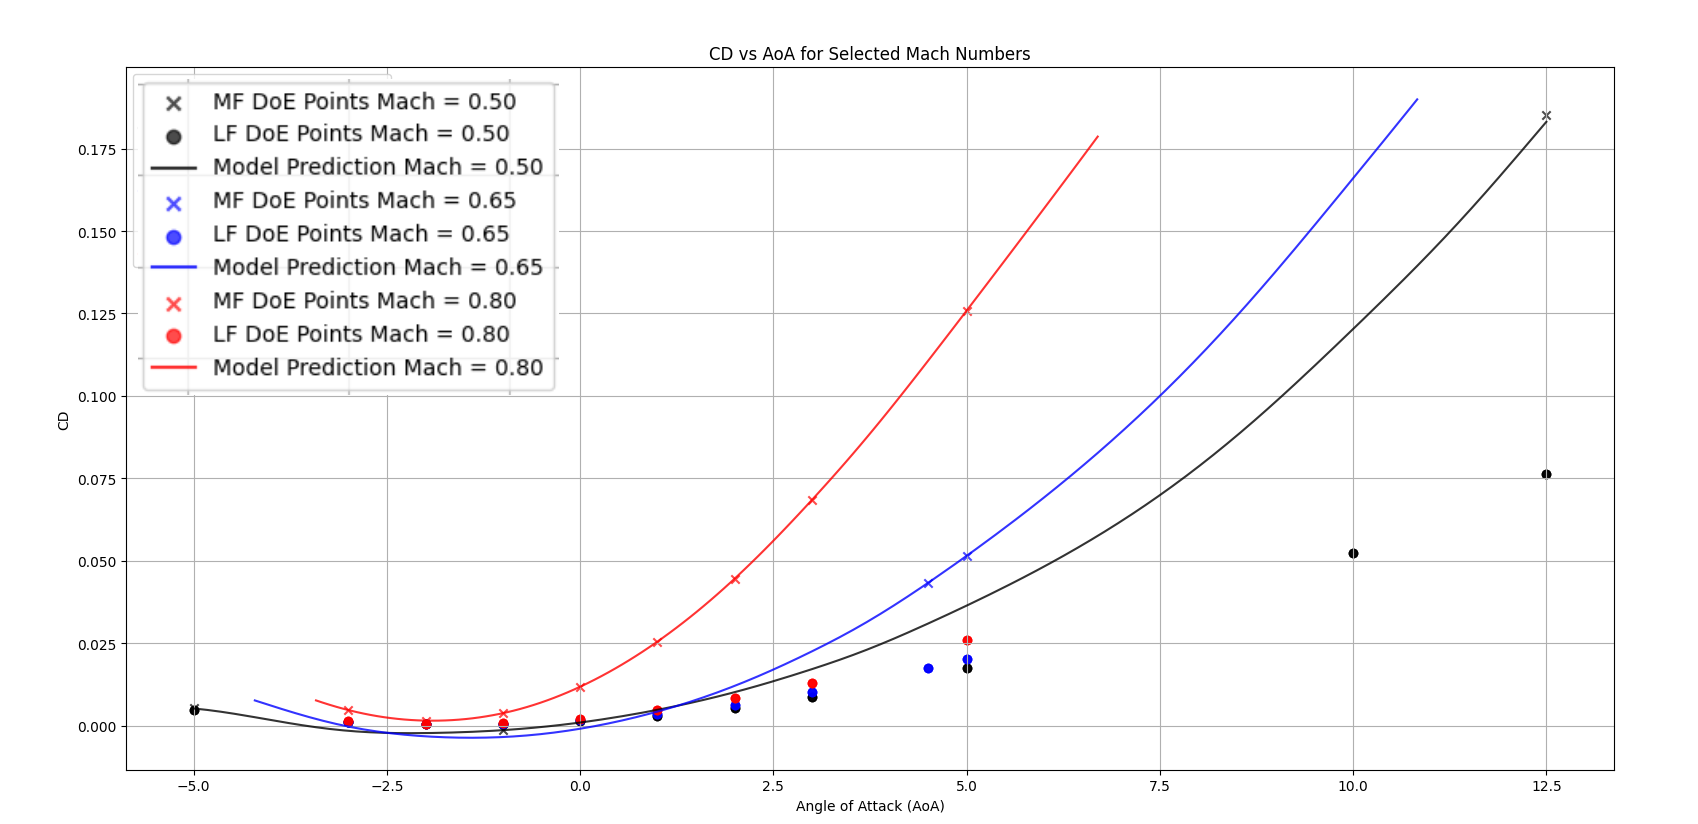 CD vs AoA for Selected Mach Numbers
MF DoE Points Mach = 0.50
LF DoE Points Mach = 0.50
Model Prediction Mach = 0.50
MF DoE Points Mach = 0.65
LF DoE Points Mach = 0.65
Model Prediction Mach = 0.65
MF DoE Points Mach = 0.80
LF DoE Points Mach = 0.80
Model Prediction Mach = 0.80
0.175
0.150
0.125
0.100
0.075
0.050
0.025
0.000
CD
−5.0 −2.5 0.0 2.5 5.0 7.5 10.0 12.5
Angle of Attack (AoA)